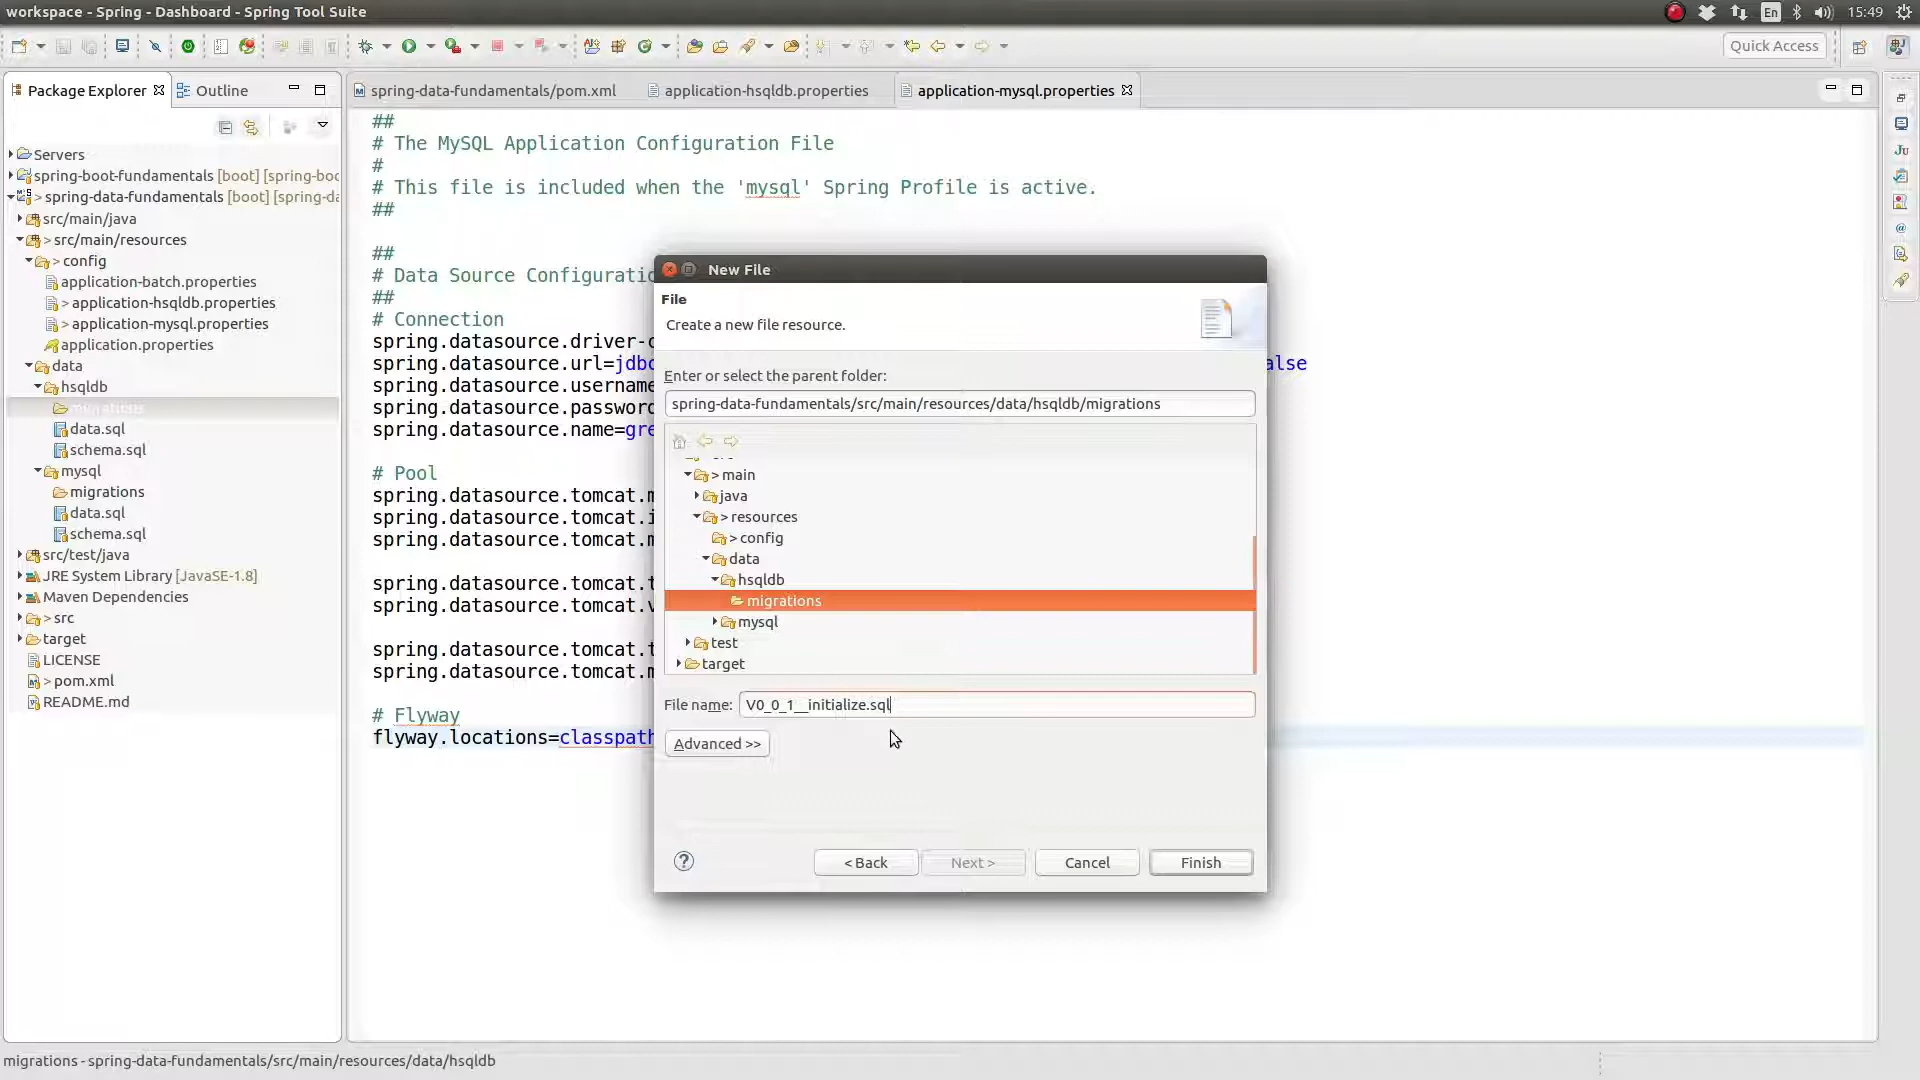 workspace - Spring - Dashboard - Spring Tool Suite
En
15:49
Quick Access
Package Explorer
Outline
spring-data-fundamentals/pom.xml
application-hsqldb.properties
application-mysql.properties
Servers
spring-boot-fundamentals [boot] [spring-boo
> spring-data-fundamentals [boot] [spring-da
src/main/java
> src/main/resources
> config
application-batch.properties
> application-hsqldb.properties
> application-mysql.properties
application.properties
data
hsqldb
migrations
data.sql
schema.sql
mysql
migrations
data.sql
schema.sql
src/test/java
JRE System Library [JavaSE-1.8]
Maven Dependencies
> src
target
LICENSE
> pom.xml
README.md
##
# The MySQL Application Configuration File
#
# This file is included when the 'mysql' Spring Profile is active.
##
##
# Data Source Configuratio
##
# Connection
spring.datasource.driver-c
spring.datasource.url=jdbc
alse
spring.datasource.username
spring.datasource.password
spring.datasource.name=gre
# Pool
spring.datasource.tomcat.m
spring.datasource.tomcat.i
spring.datasource.tomcat.m
spring.datasource.tomcat.t
spring.datasource.tomcat.v
spring.datasource.tomcat.t
spring.datasource.tomcat.m
# Flyway
flyway.locations=classpath
New File
File
Create a new file resource.
Enter or select the parent folder:
spring-data-fundamentals/src/main/resources/data/hsqldb/migrations
> main
java
> resources
> config
data
hsqldb
migrations
mysql
test
target
File name:
V0_0_1__initialize.sql
Advanced >>
?
< Back
Next >
Cancel
Finish
Ju
@
migrations - spring-data-fundamentals/src/main/resources/data/hsqldb